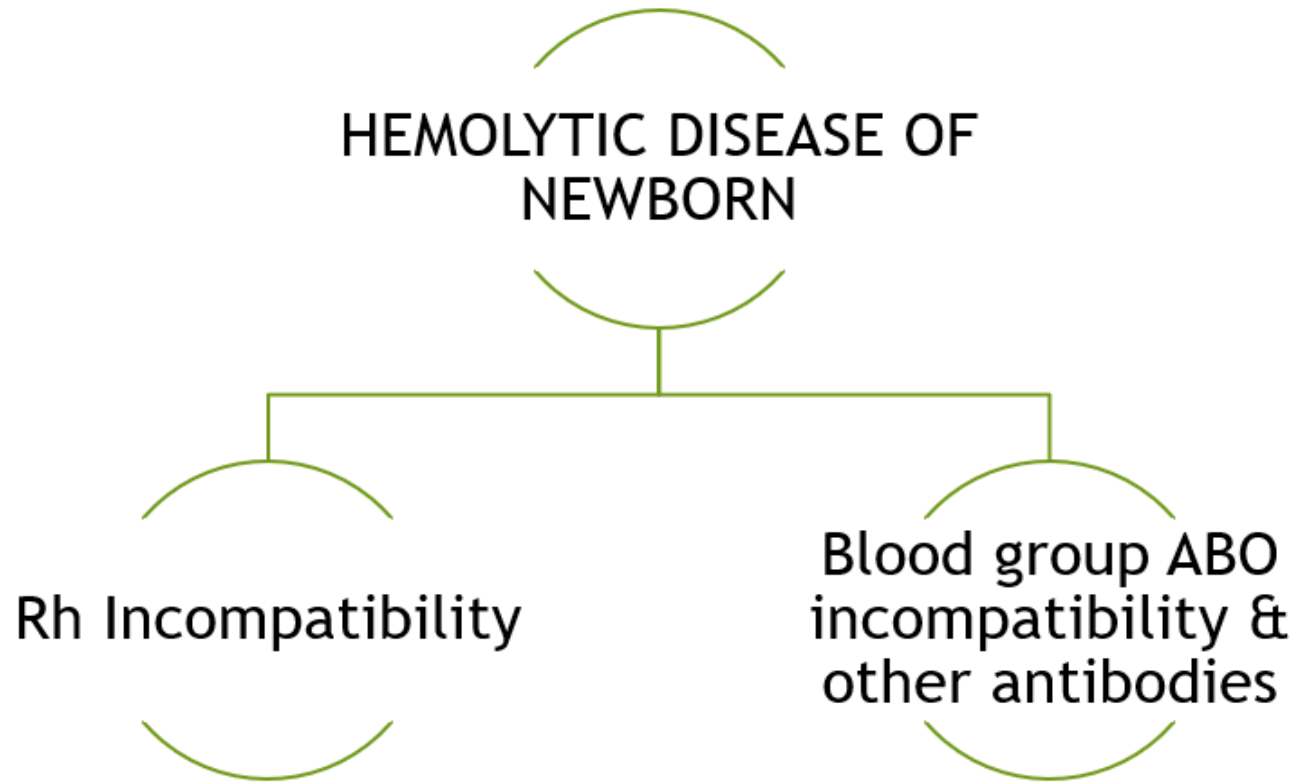 HEMOLYTIC DISEASE OF
NEWBORN
Rh Incompatibility
Blood group ABO
incompatibility &
other antibodies